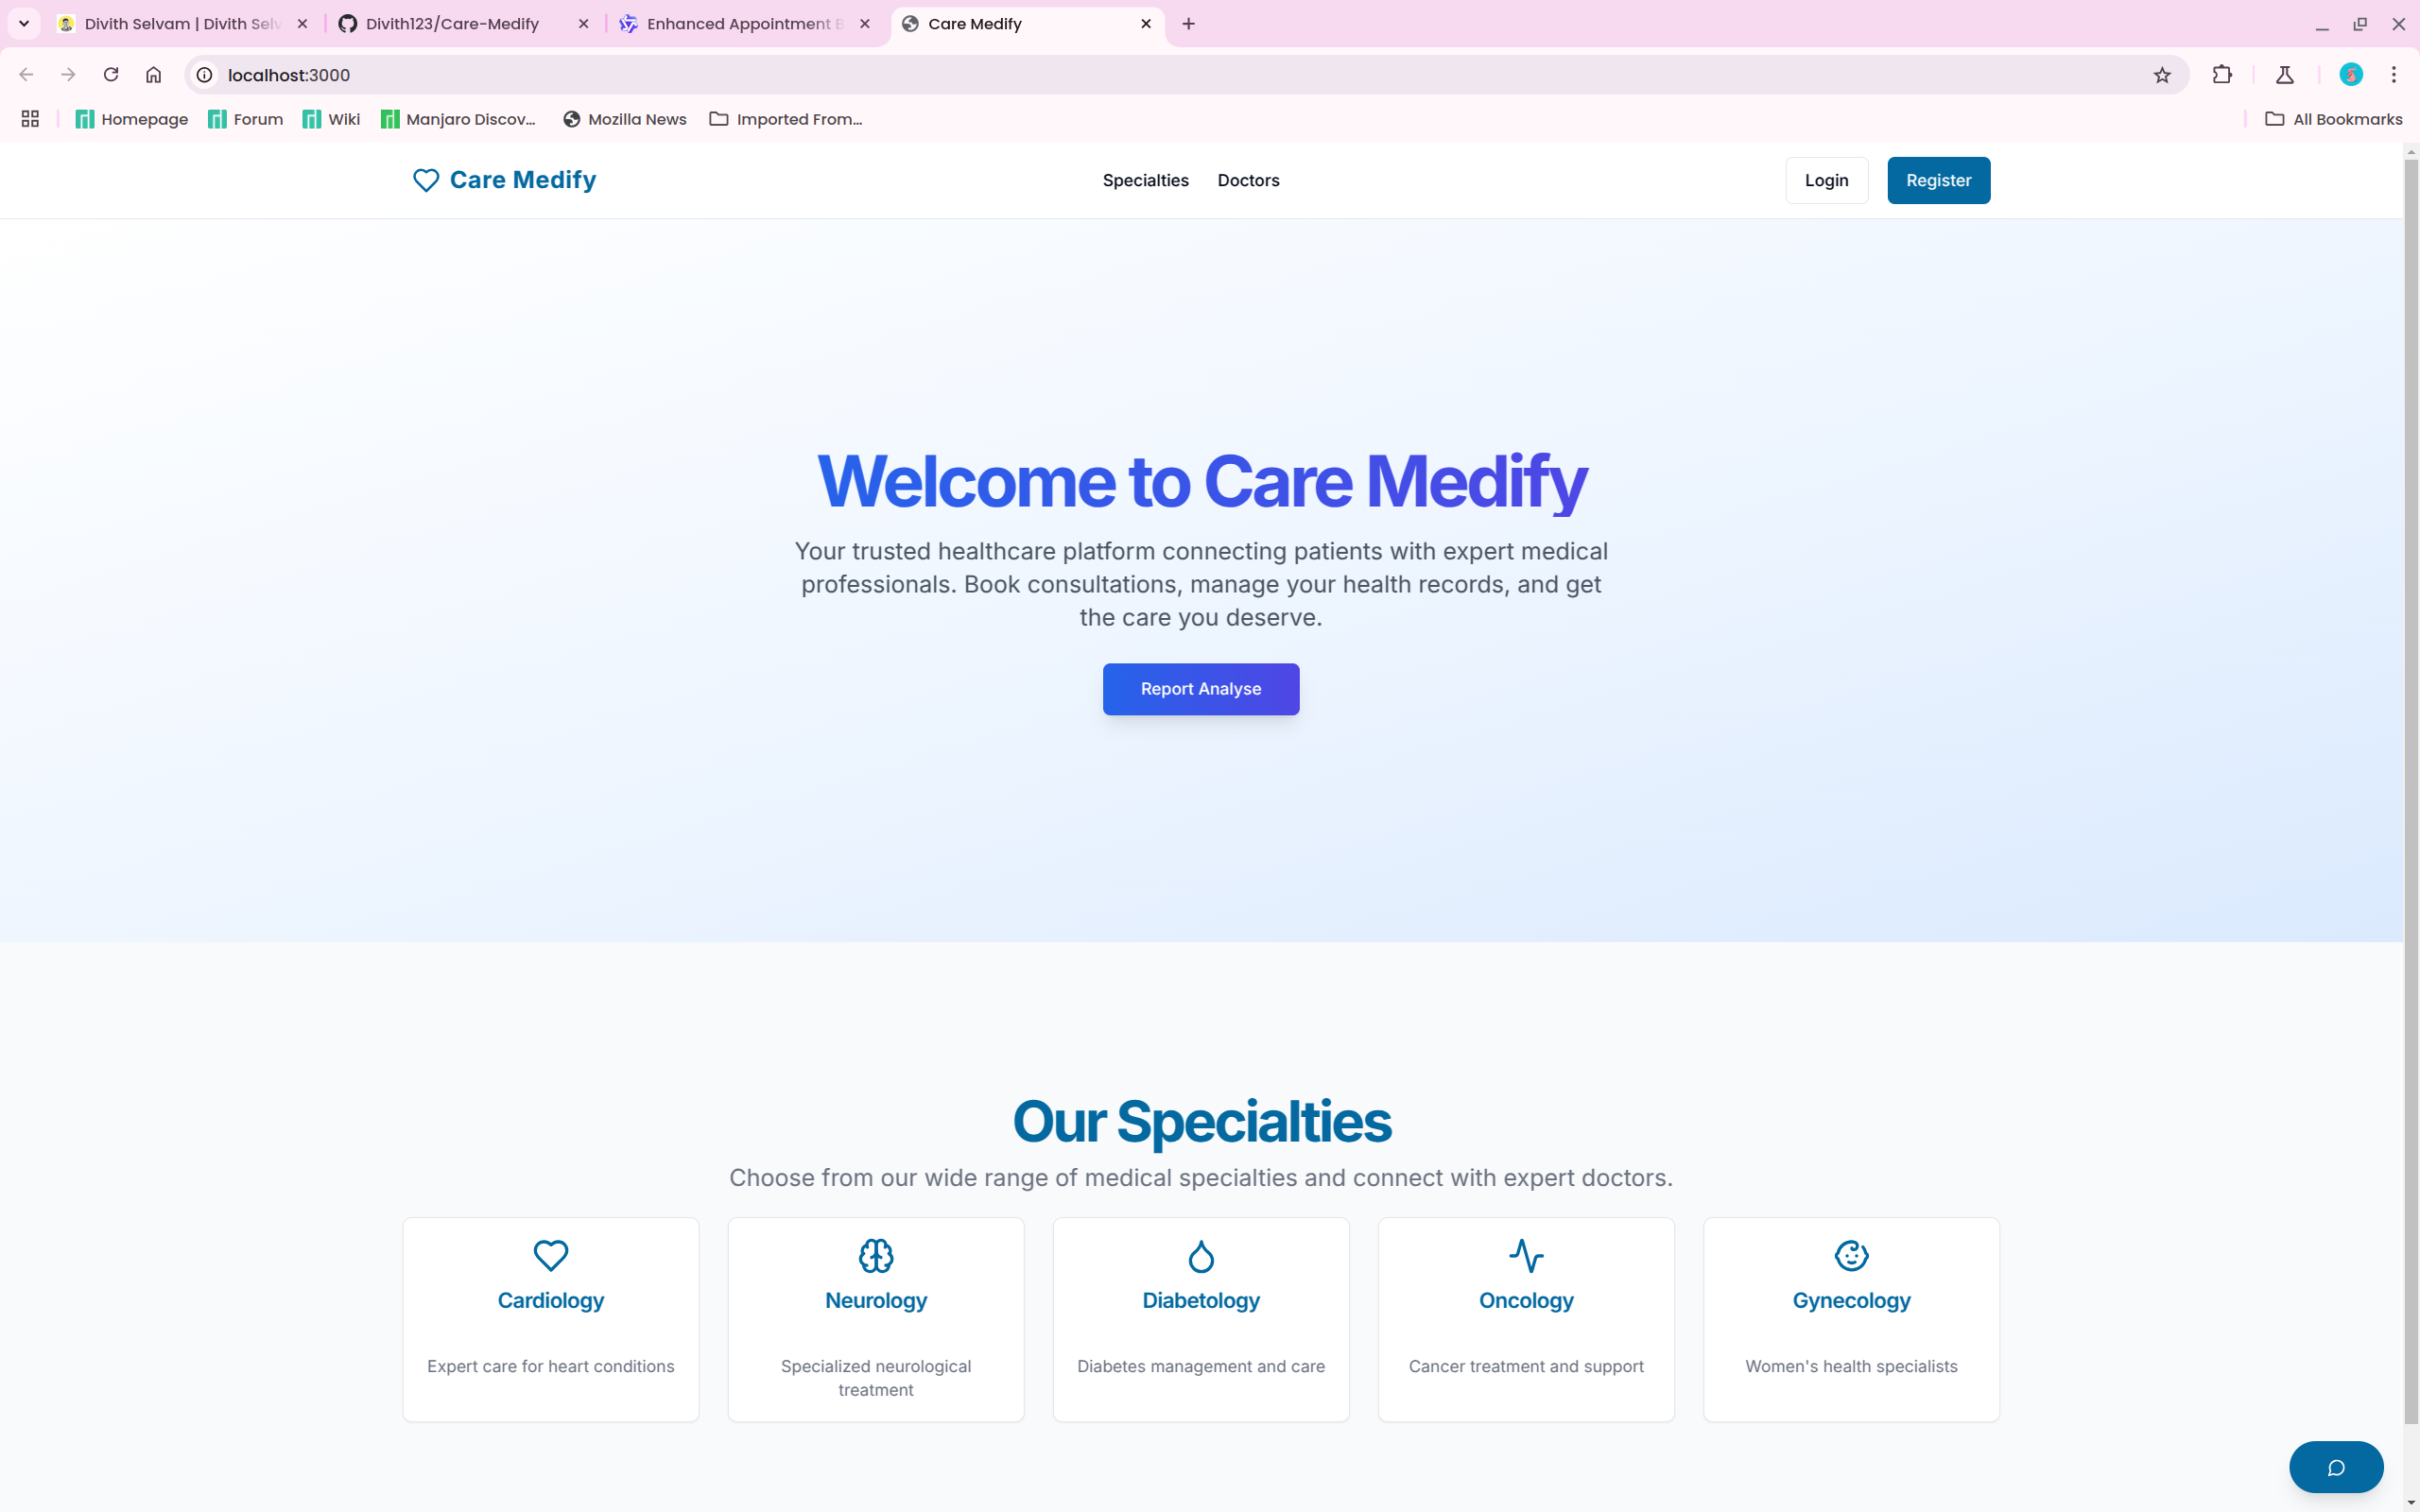 Divith Selvam | Divith Selv
Divith123/Care-Medify
Enhanced Appointment B
Care Medify
localhost:3000
Homepage
Forum
Wiki
Manjaro Discov...
Mozilla News
Imported From...
All Bookmarks
Care Medify
Specialties
Doctors
Login
Register
Welcome to Care Medify
Your trusted healthcare platform connecting patients with expert medical
professionals. Book consultations, manage your health records, and get
the care you deserve.
Report Analyse
Our Specialties
Choose from our wide range of medical specialties and connect with expert doctors.
Cardiology
Expert care for heart conditions
Neurology
Specialized neurological
treatment
Diabetology
Diabetes management and care
Oncology
Cancer treatment and support
Gynecology
Women's health specialists